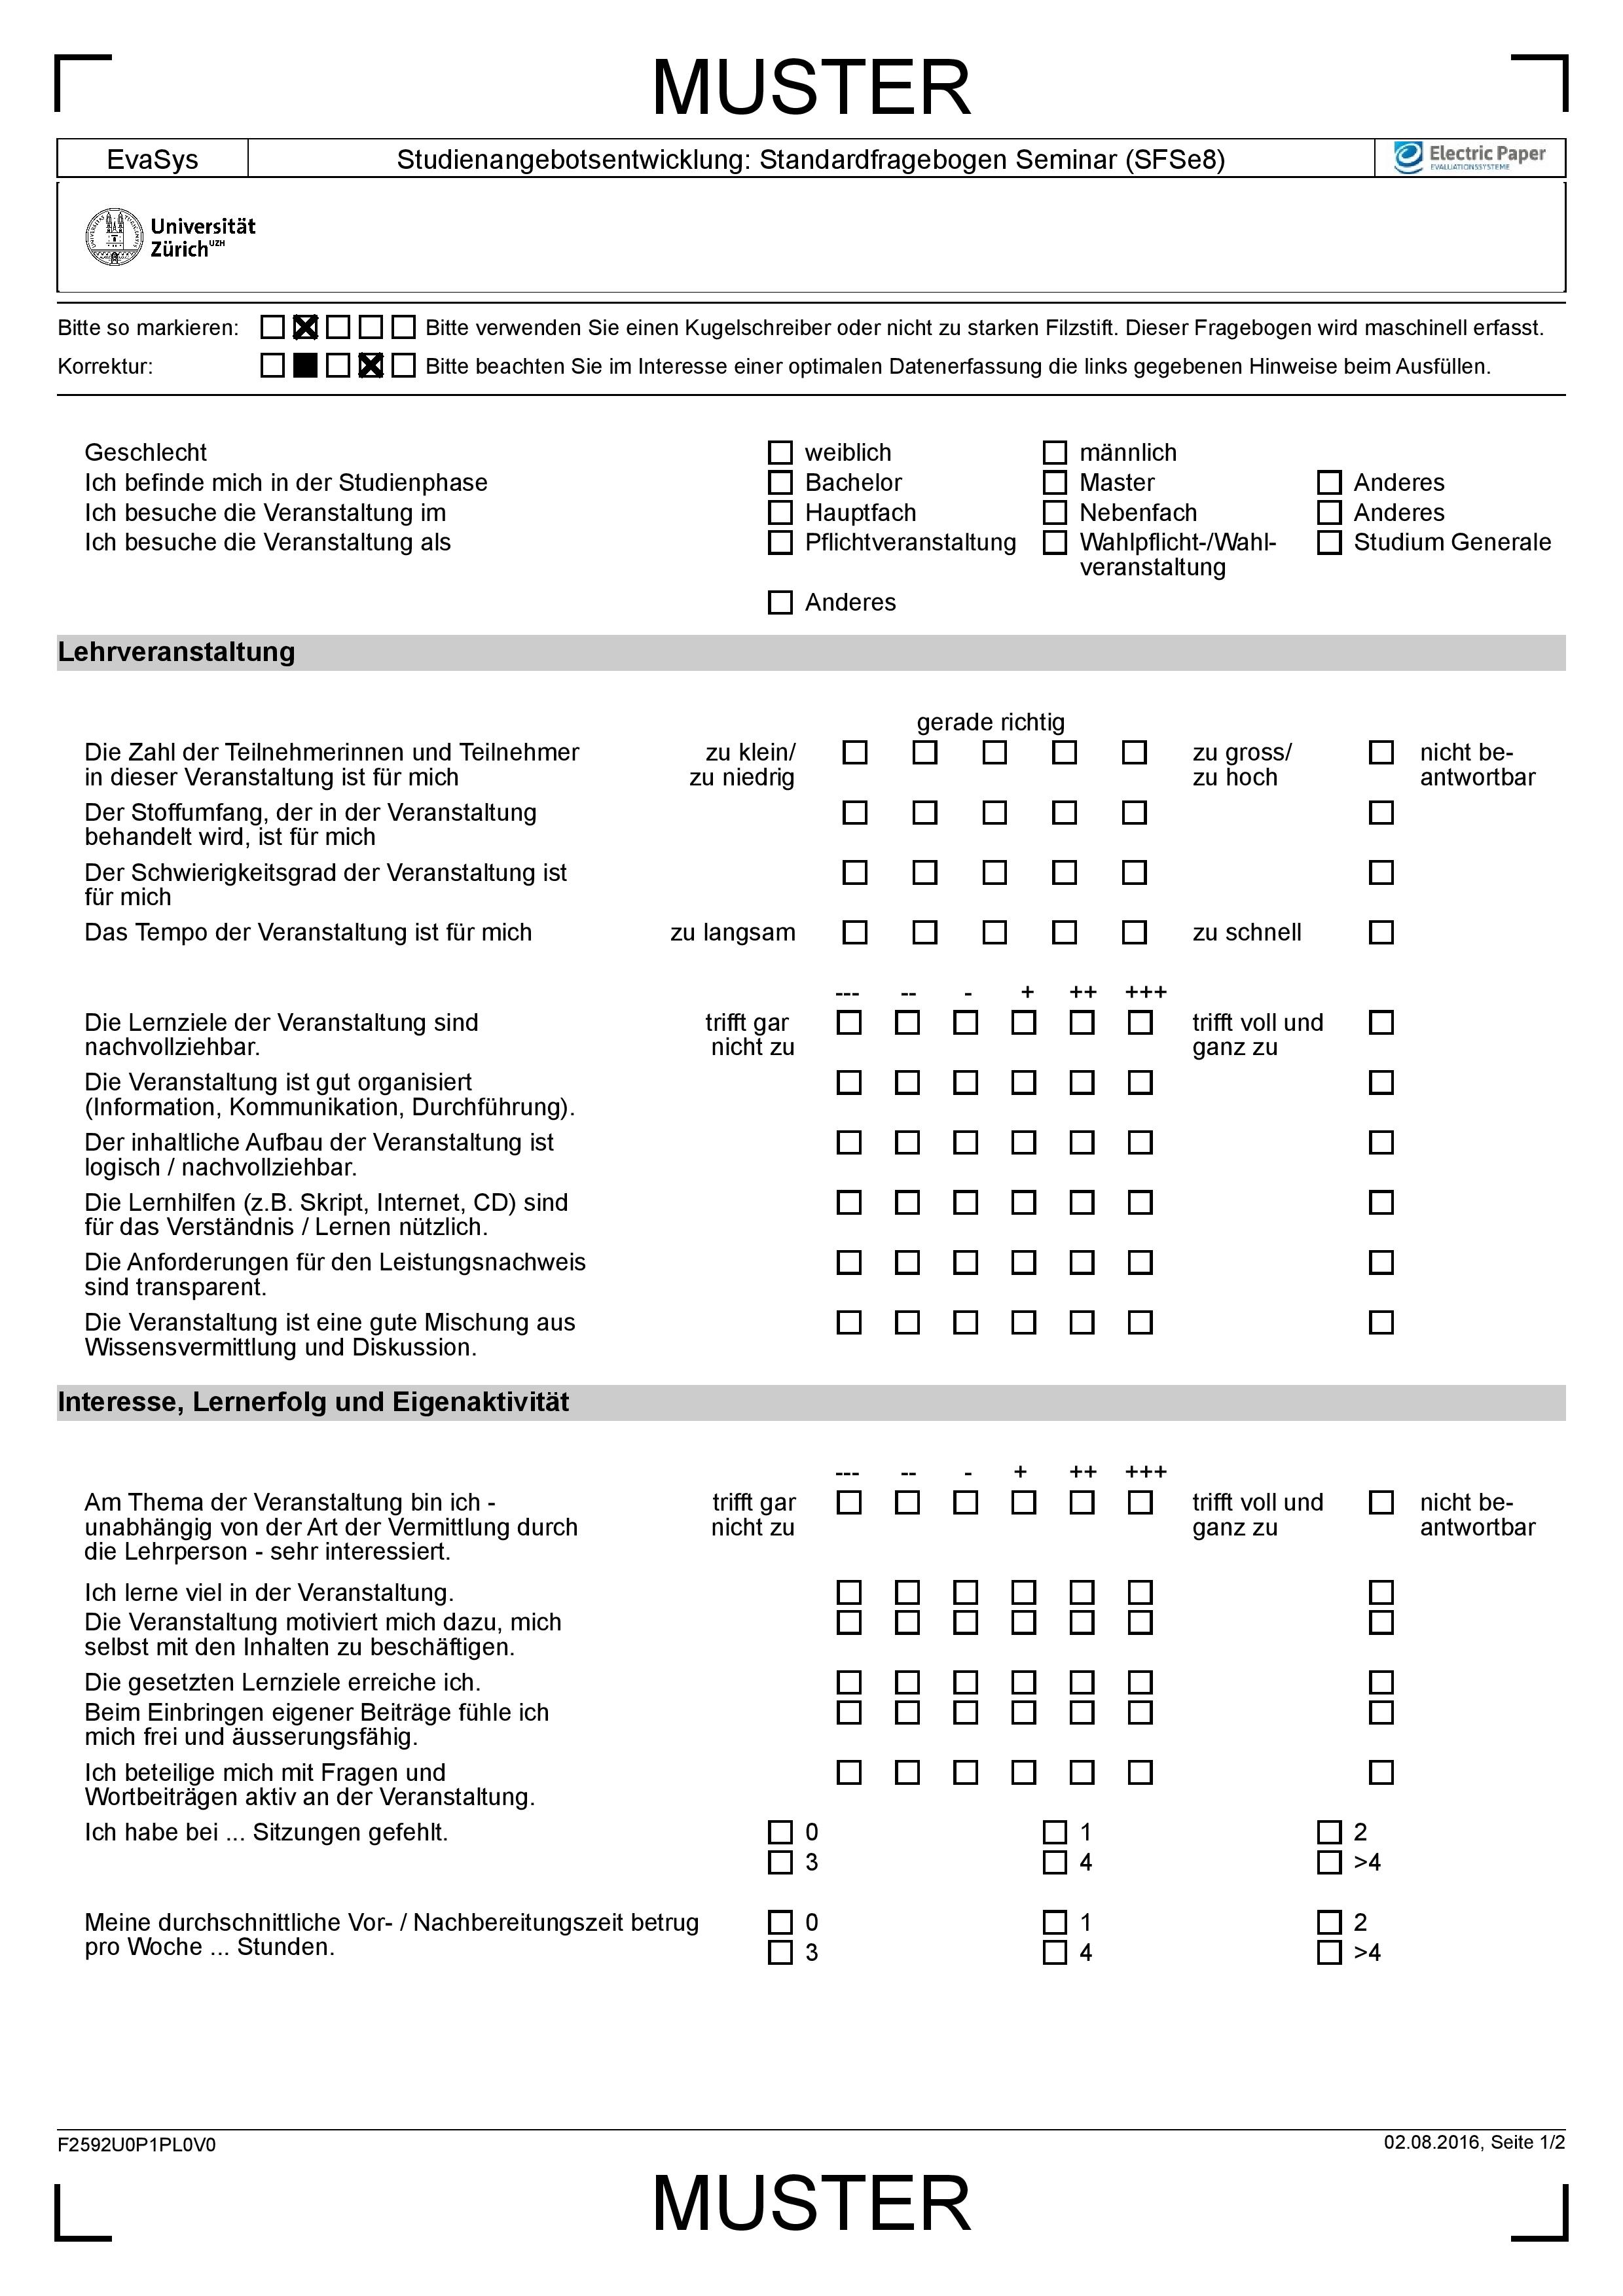 MUSTER
EvaSys Studienangebotsentwicklung: Standardfragebogen Seminar (SFSe8) Electric Paper
EVALUATIONSSYSTEME
Universität
Zürich UZH
Bitte so markieren: Bitte verwenden Sie einen Kugelschreiber oder nicht zu starken Filzstift. Dieser Fragebogen wird maschinell erfasst.
Korrektur: Bitte beachten Sie im Interesse einer optimalen Datenerfassung die links gegebenen Hinweise beim Ausfüllen.
Geschlecht weiblich männlich
Ich befinde mich in der Studienphase Bachelor Master Anderes
Ich besuche die Veranstaltung im Hauptfach Nebenfach Anderes
Ich besuche die Veranstaltung als Pflichtveranstaltung Wahlpflicht-/Wahl- Studium Generale
veranstaltung
Anderes
Lehrveranstaltung
gerade richtig
Die Zahl der Teilnehmerinnen und Teilnehmer zu klein/ zu gross/ nicht be-
in dieser Veranstaltung ist für mich zu niedrig zu hoch antwortbar
Der Stoffumfang, der in der Veranstaltung
behandelt wird, ist für mich
Der Schwierigkeitsgrad der Veranstaltung ist
für mich
Das Tempo der Veranstaltung ist für mich zu langsam zu schnell
--- -- - + ++ +++
Die Lernziele der Veranstaltung sind trifft gar trifft voll und
nachvollziehbar. nicht zu ganz zu
Die Veranstaltung ist gut organisiert
(Information, Kommunikation, Durchführung).
Der inhaltliche Aufbau der Veranstaltung ist
logisch / nachvollziehbar.
Die Lernhilfen (z.B. Skript, Internet, CD) sind
für das Verständnis / Lernen nützlich.
Die Anforderungen für den Leistungsnachweis
sind transparent.
Die Veranstaltung ist eine gute Mischung aus
Wissensvermittlung und Diskussion.
Interesse, Lernerfolg und Eigenaktivität
--- -- - + ++ +++
Am Thema der Veranstaltung bin ich - trifft gar trifft voll und nicht be-
unabhängig von der Art der Vermittlung durch nicht zu ganz zu antwortbar
die Lehrperson - sehr interessiert.
Ich lerne viel in der Veranstaltung.
Die Veranstaltung motiviert mich dazu, mich
selbst mit den Inhalten zu beschäftigen.
Die gesetzten Lernziele erreiche ich.
Beim Einbringen eigener Beiträge fühle ich
mich frei und äusserungsfähig.
Ich beteilige mich mit Fragen und
Wortbeiträgen aktiv an der Veranstaltung.
Ich habe bei ... Sitzungen gefehlt. 0 1 2
3 4 >4
Meine durchschnittliche Vor- / Nachbereitungszeit betrug 0 1 2
pro Woche ... Stunden.
3 4 >4
F2592U0P1PL0V0 02.08.2016, Seite 1/2
MUSTER